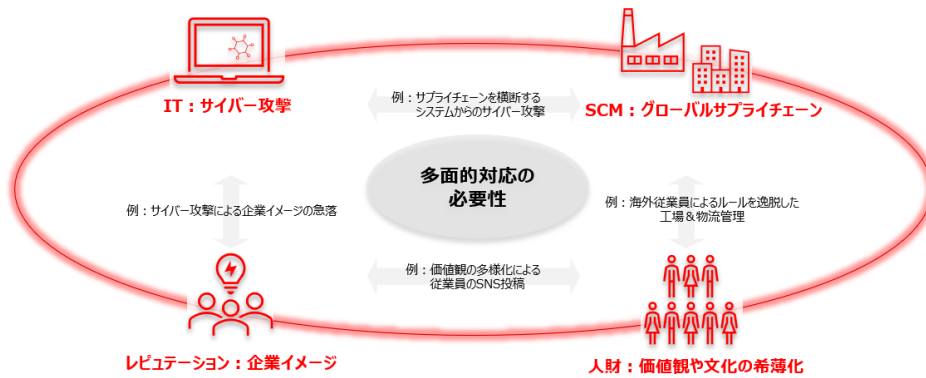 IT：サイバー攻撃
例：サプライチェーンを横断する
システムからのサイバー攻撃
SCM：グローバルサプライチェーン
多面的対応の
必要性
例：サイバー攻撃による企業イメージの急落
例：海外従業員によるルールを逸脱した
工場＆物流管理
例：価値観の多様化による
従業員のSNS投稿
レピュテーション：企業イメージ
人財：価値観や文化の希薄化